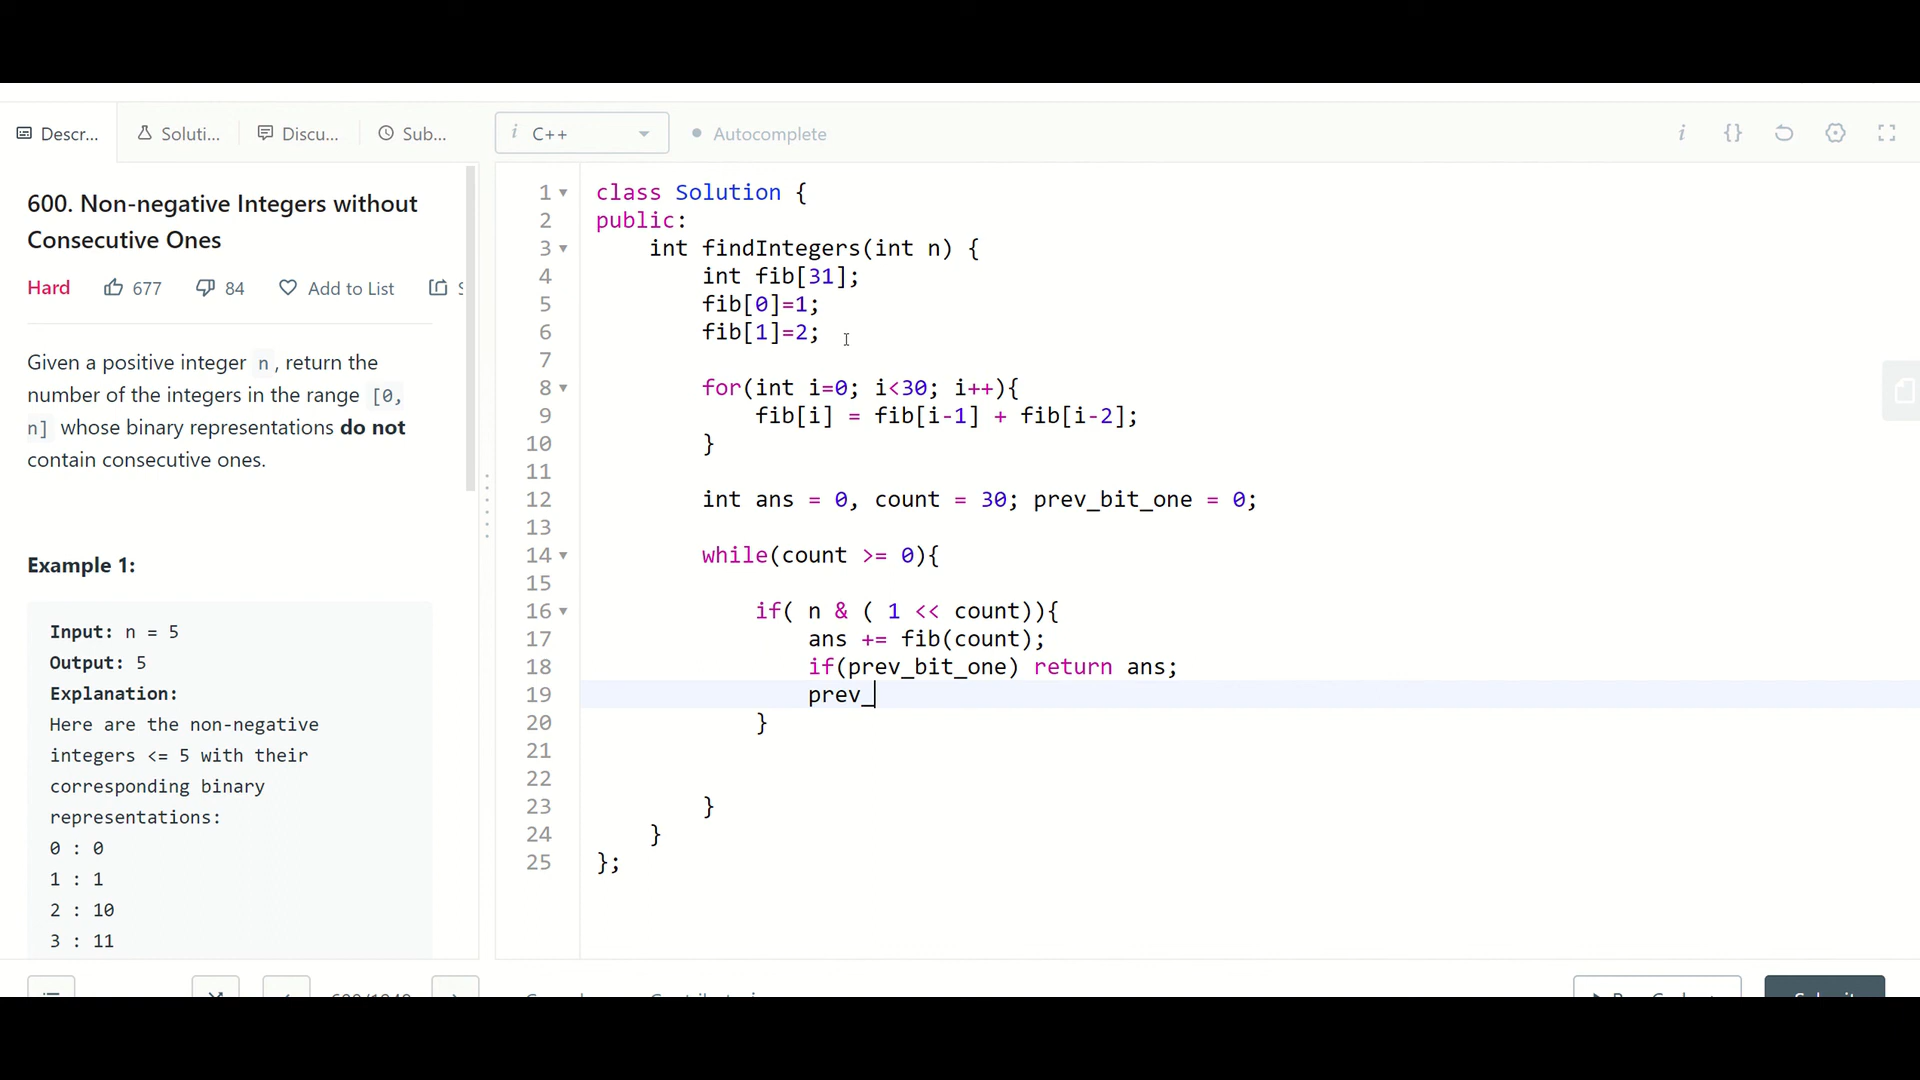 Descr...
Soluti...
Discu...
Sub...
i C++
Autocomplete
i {}
600. Non-negative Integers without
Consecutive Ones
Hard 677 84 Add to List S
Given a positive integer n, return the
number of the integers in the range [0,
n] whose binary representations do not
contain consecutive ones.
Example 1:
Input: n = 5
Output: 5
Explanation:
Here are the non-negative
integers <= 5 with their
corresponding binary
representations:
0 : 0
1 : 1
2 : 10
3 : 11
1 class Solution {
2 public:
3 int findIntegers(int n) {
4 int fib[31];
5 fib[0]=1;
6 fib[1]=2;
7
8 for(int i=0; i<30; i++){
9 fib[i] = fib[i-1] + fib[i-2];
10 }
11
12 int ans = 0, count = 30; prev_bit_one = 0;
13
14 while(count >= 0){
15
16 if( n & ( 1 << count)){
17 ans += fib(count);
18 if(prev_bit_one) return ans;
19 prev_
20 }
21
22
23 }
24 }
25 };